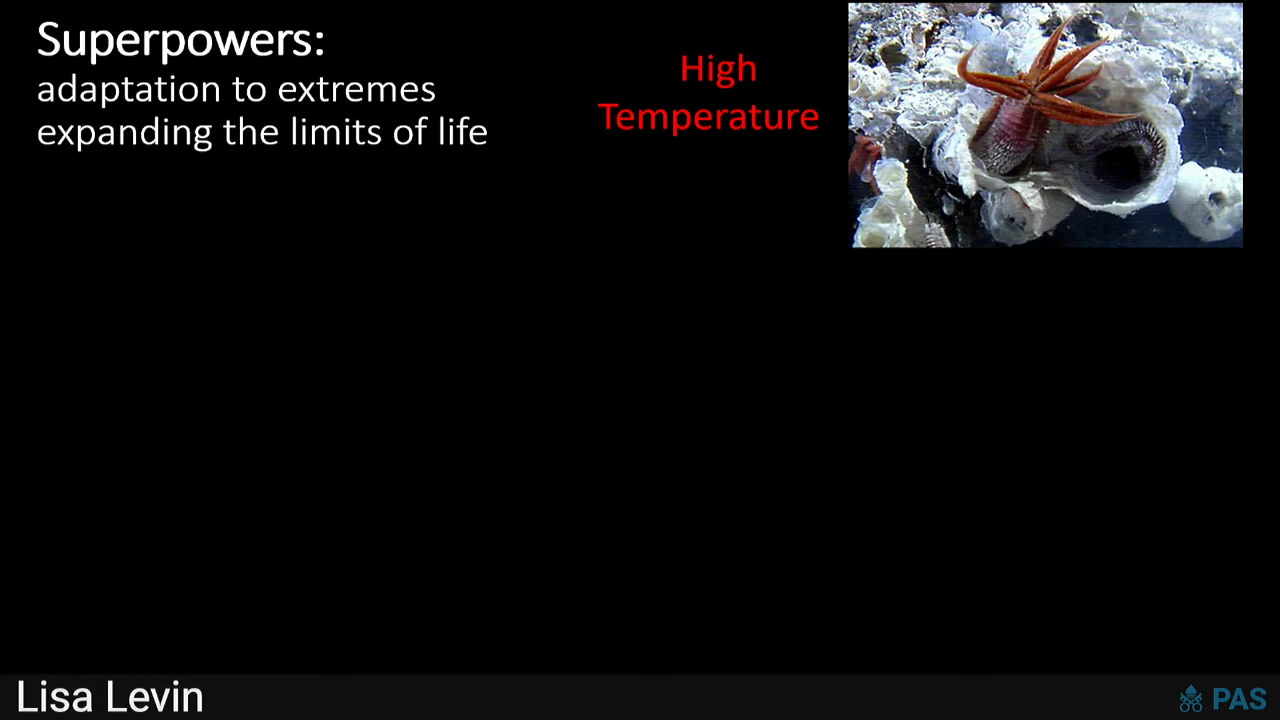 Superpowers:
adaptation to extremes
expanding the limits of life
High
Temperature
Lisa Levin
PAS